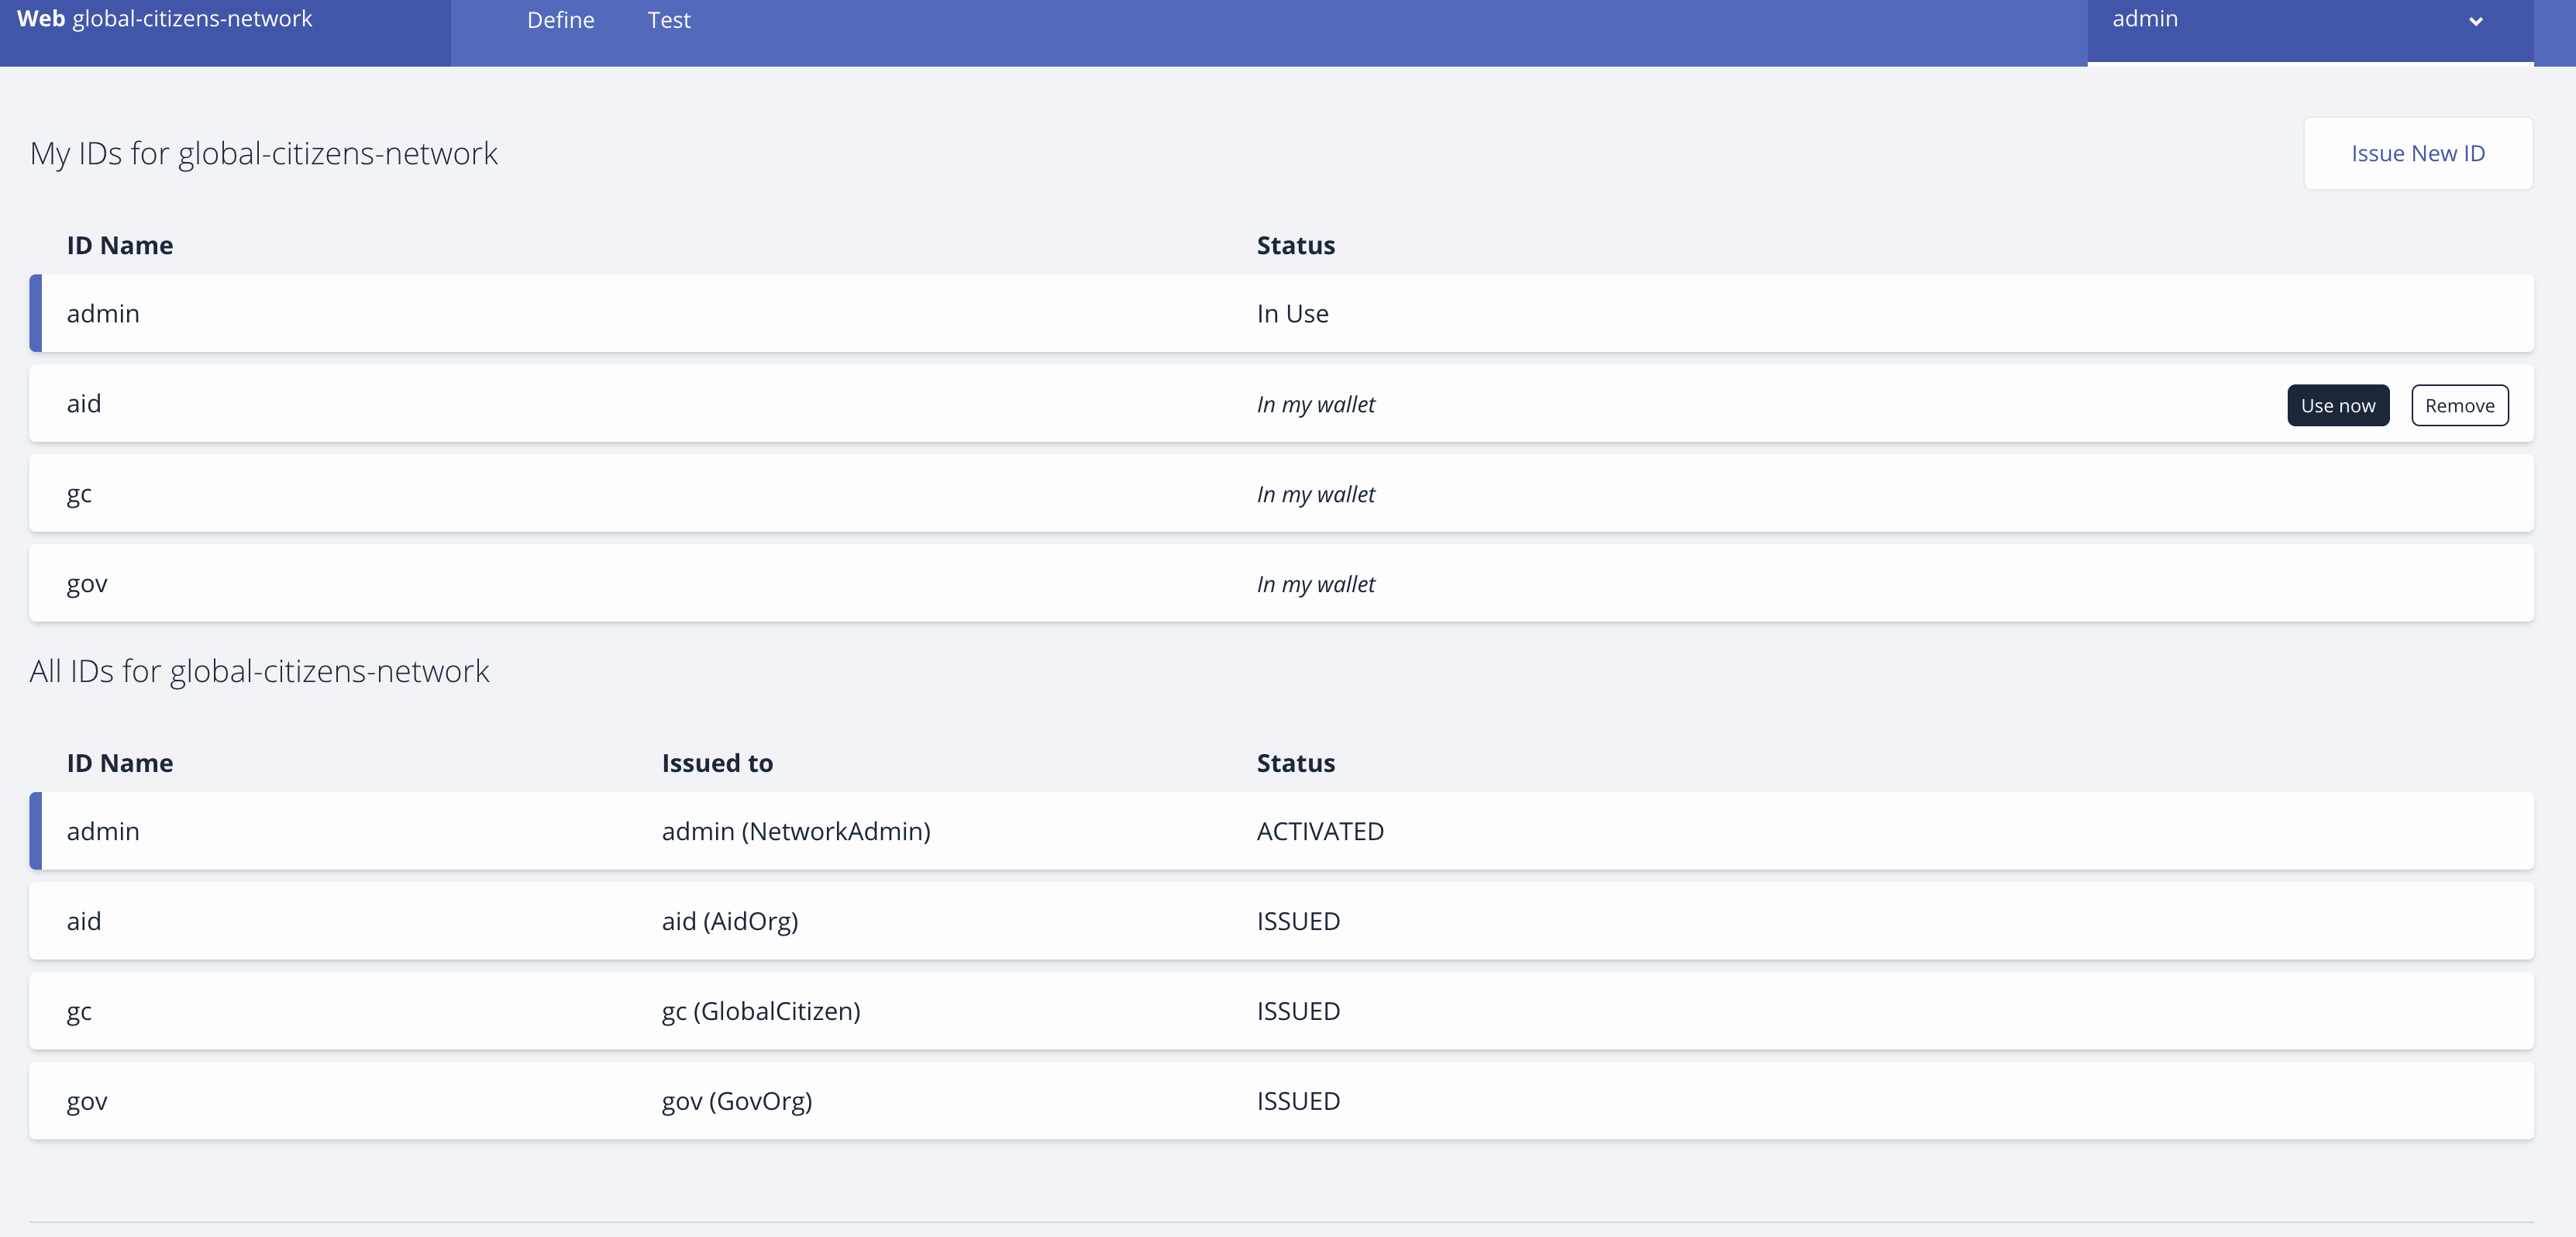 Web global-citizens-network Define Test admin
My IDs for global-citizens-network Issue New ID
ID Name Status
admin In Use
aid In my wallet Use now Remove
gc In my wallet
gov In my wallet
All IDs for global-citizens-network
ID Name Issued to Status
admin admin (NetworkAdmin) ACTIVATED
aid aid (AidOrg) ISSUED
gc gc (GlobalCitizen) ISSUED
gov gov (GovOrg) ISSUED